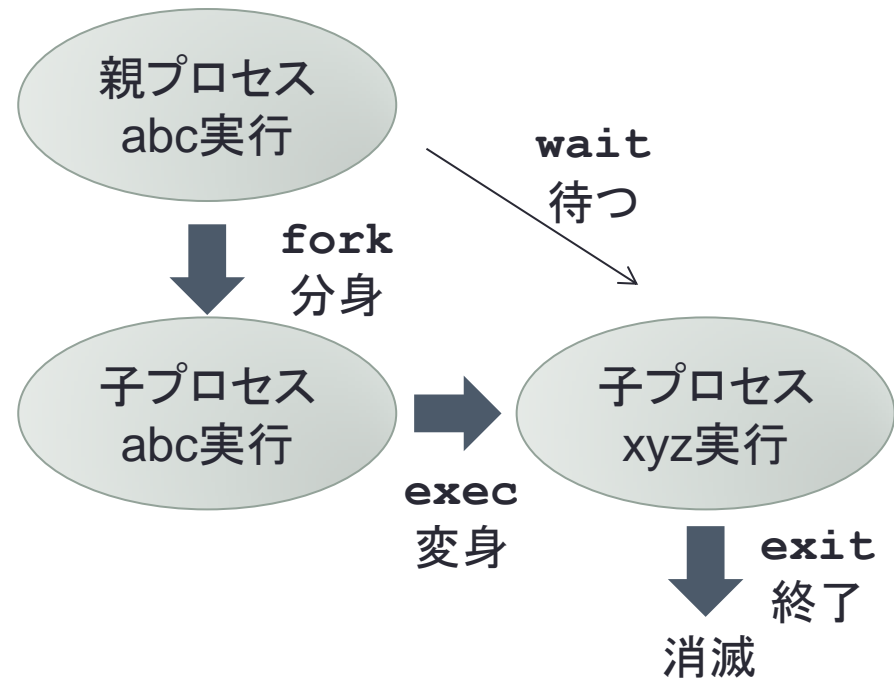 親プロセス
abc実行
wait
待つ
fork
分身
子プロセス
abc実行
子プロセス
xyz実行
exec
変身
exit
終了
消滅